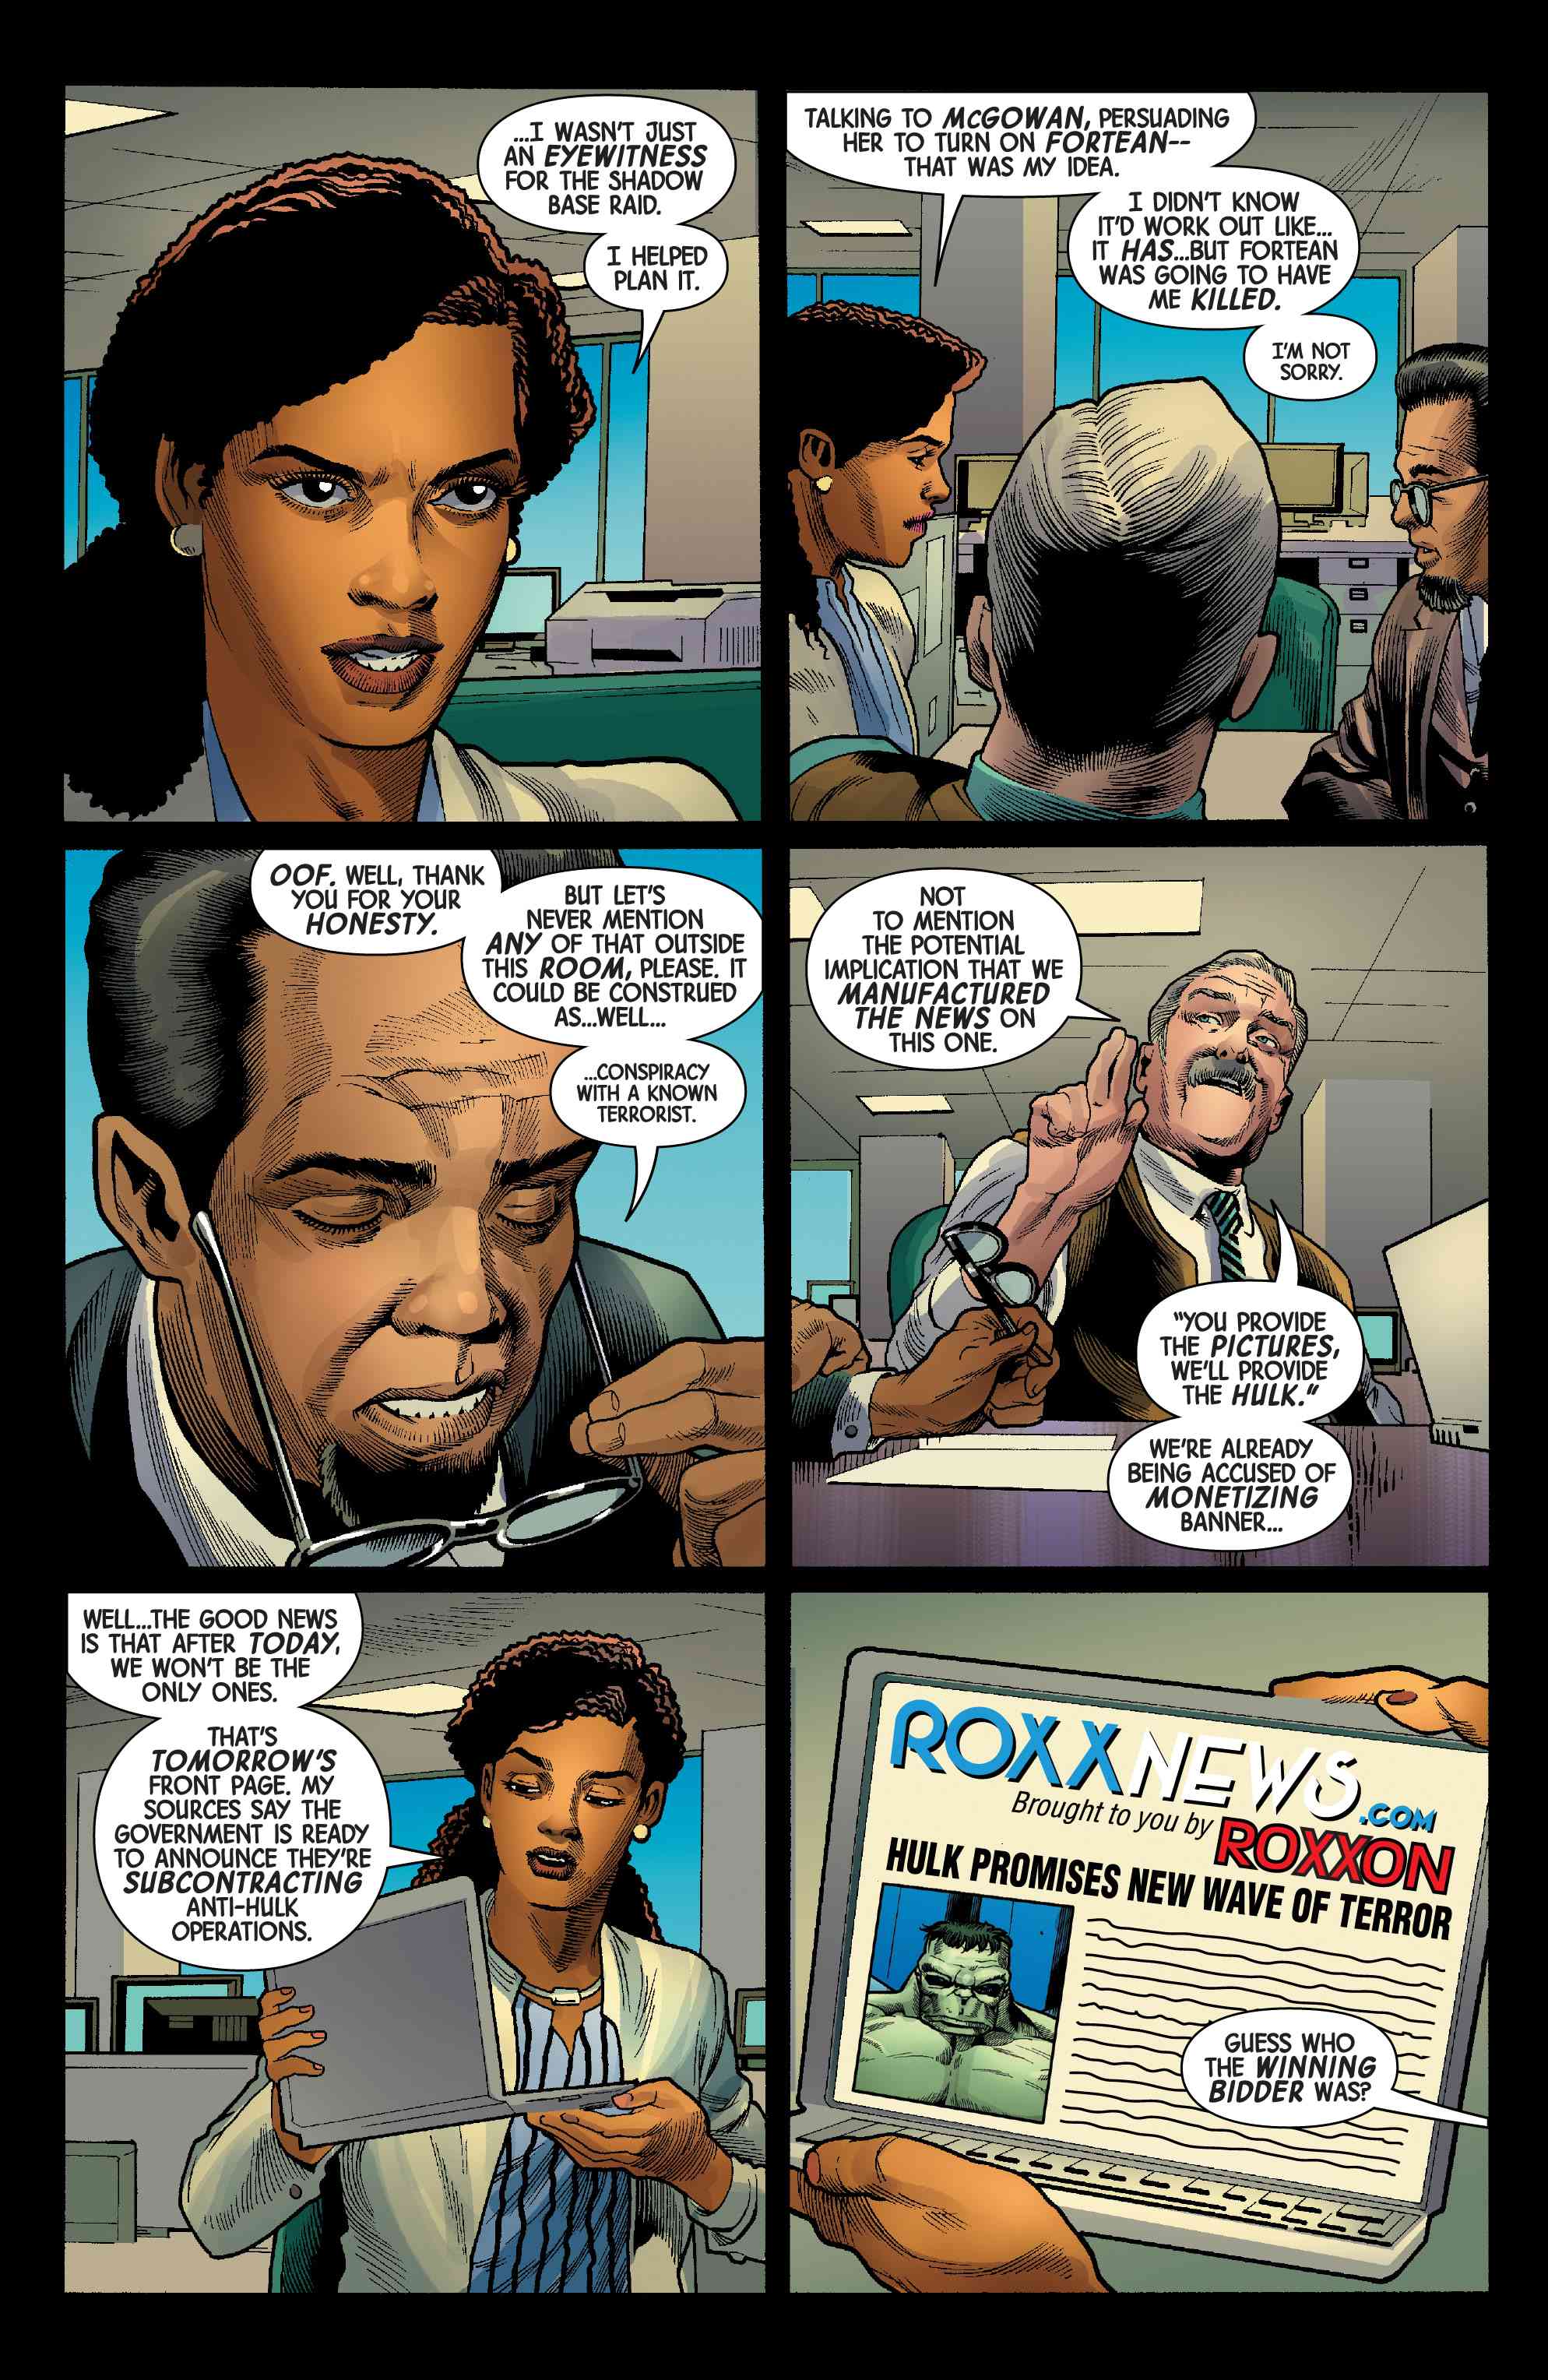 ...I WASN'T JUST
AN EYEWITNESS
FOR THE SHADOW
BASE RAID.
I HELPED
PLAN IT.
TALKING TO McGOWAN, PERSUADING
HER TO TURN ON FORTEAN--
THAT WAS MY IDEA.
I DIDN'T KNOW
IT'D WORK OUT LIKE...
IT HAS...BUT FORTEAN
WAS GOING TO HAVE
ME KILLED.
I'M NOT
SORRY.
OOF. WELL, THANK
YOU FOR YOUR
HONESTY.
BUT LET'S
NEVER MENTION
ANY OF THAT OUTSIDE
THIS ROOM, PLEASE. IT
COULD BE CONSTRUED
AS...WELL...
...CONSPIRACY
WITH A KNOWN
TERRORIST.
NOT
TO MENTION
THE POTENTIAL
IMPLICATION THAT WE
MANUFACTURED
THE NEWS ON
THIS ONE.
"YOU PROVIDE
THE PICTURES,
WE'LL PROVIDE
THE HULK."
WE'RE ALREADY
BEING ACCUSED OF
MONETIZING
BANNER...
WELL...THE GOOD NEWS
IS THAT AFTER TODAY,
WE WON'T BE THE
ONLY ONES.
THAT'S
TOMORROW'S
FRONT PAGE. MY
SOURCES SAY THE
GOVERNMENT IS READY
TO ANNOUNCE THEY'RE
SUBCONTRACTING
ANTI-HULK
OPERATIONS.
ROXXNEWS.COM
Brought to you by ROXXON
HULK PROMISES NEW WAVE OF TERROR
GUESS WHO
THE WINNING
BIDDER WAS?